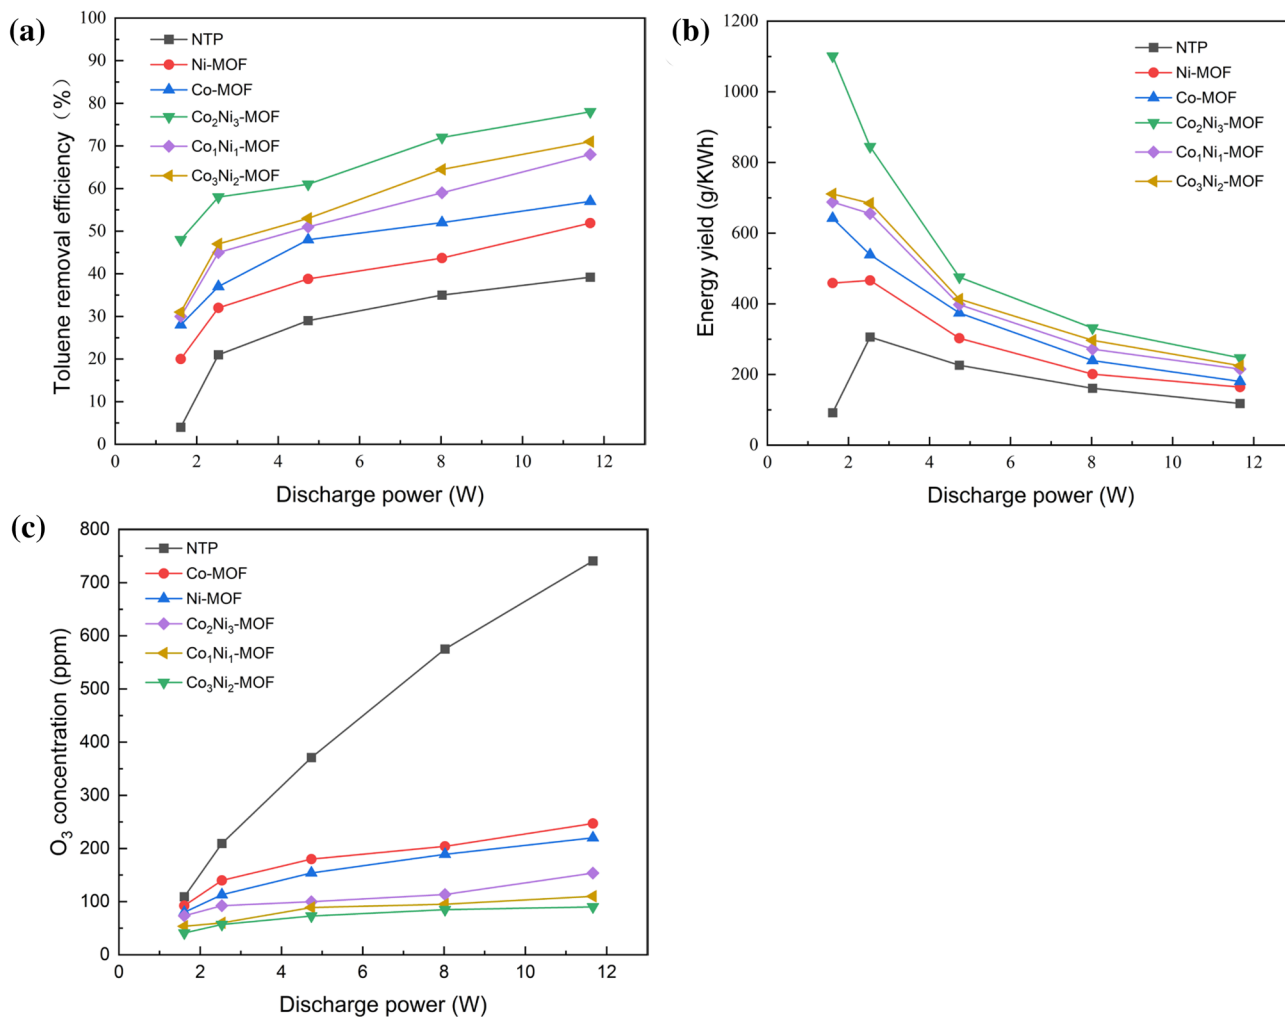 (a)
100
90
80
70
60
50
40
30
20
10
0
Toluene removal efficiency (%)
NTP
Ni-MOF
Co-MOF
Co₂Ni₃-MOF
Co₁Ni₁-MOF
Co₃Ni₂-MOF
0 2 4 6 8 10 12
Discharge power (W)
(b)
1200
1000
800
600
400
200
0
Energy yield (g/KWh)
NTP
Ni-MOF
Co-MOF
Co₂Ni₃-MOF
Co₁Ni₁-MOF
Co₃Ni₂-MOF
0 2 4 6 8 10 12
Discharge power (W)
(c)
800
700
600
500
400
300
200
100
0
O₃ concentration (ppm)
NTP
Co-MOF
Ni-MOF
Co₂Ni₃-MOF
Co₁Ni₁-MOF
Co₃Ni₂-MOF
0 2 4 6 8 10 12
Discharge power (W)